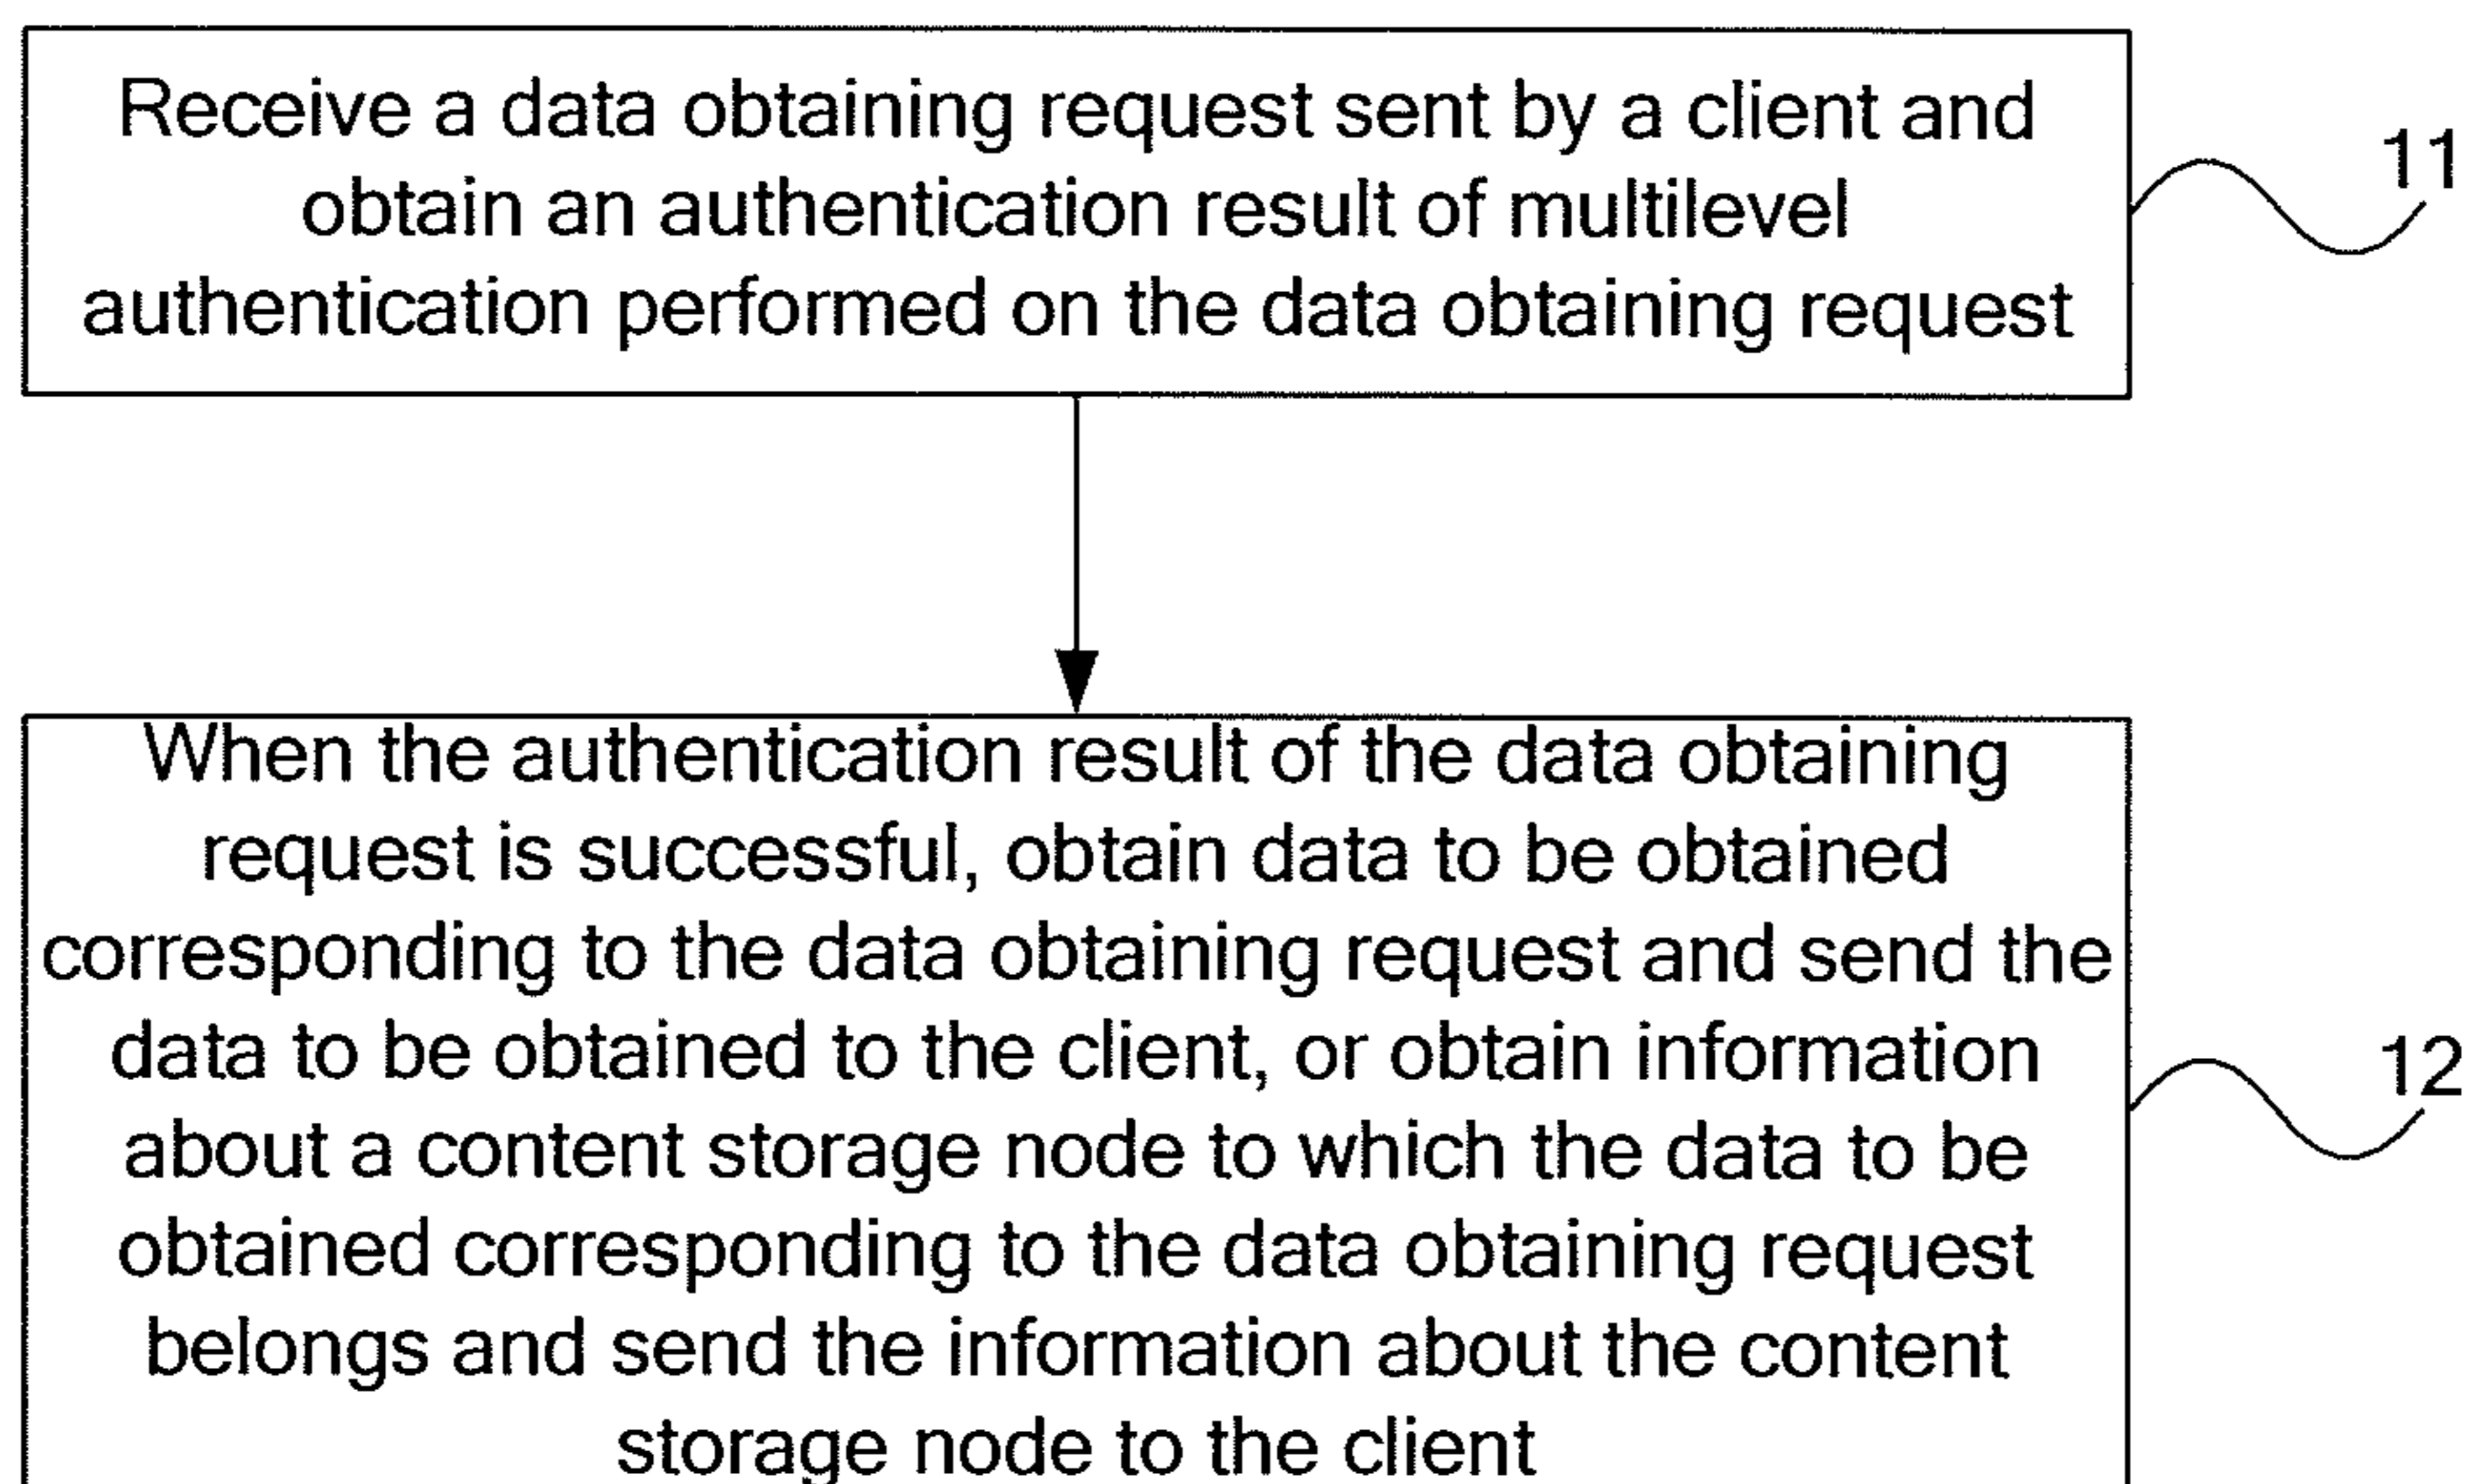 Receive a data obtaining request sent by a client and
obtain an authentication result of multilevel
authentication performed on the data obtaining request
11
When the authentication result of the data obtaining
request is successful, obtain data to be obtained
corresponding to the data obtaining request and send the
data to be obtained to the client, or obtain information
about a content storage node to which the data to be
obtained corresponding to the data obtaining request
belongs and send the information about the content
storage node to the client
12